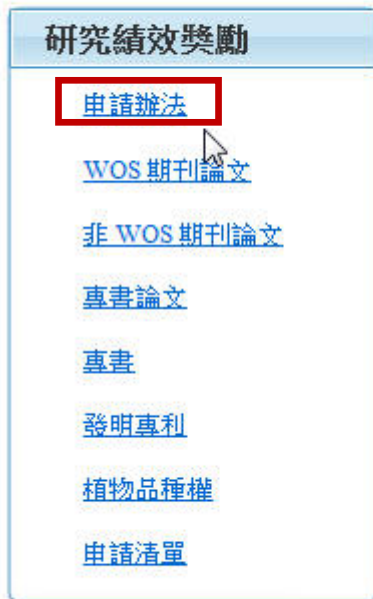 研究績效獎勵
申請辦法
WOS 期刊論文
非 WOS 期刊論文
專書論文
專書
發明專利
植物品種權
申請清單